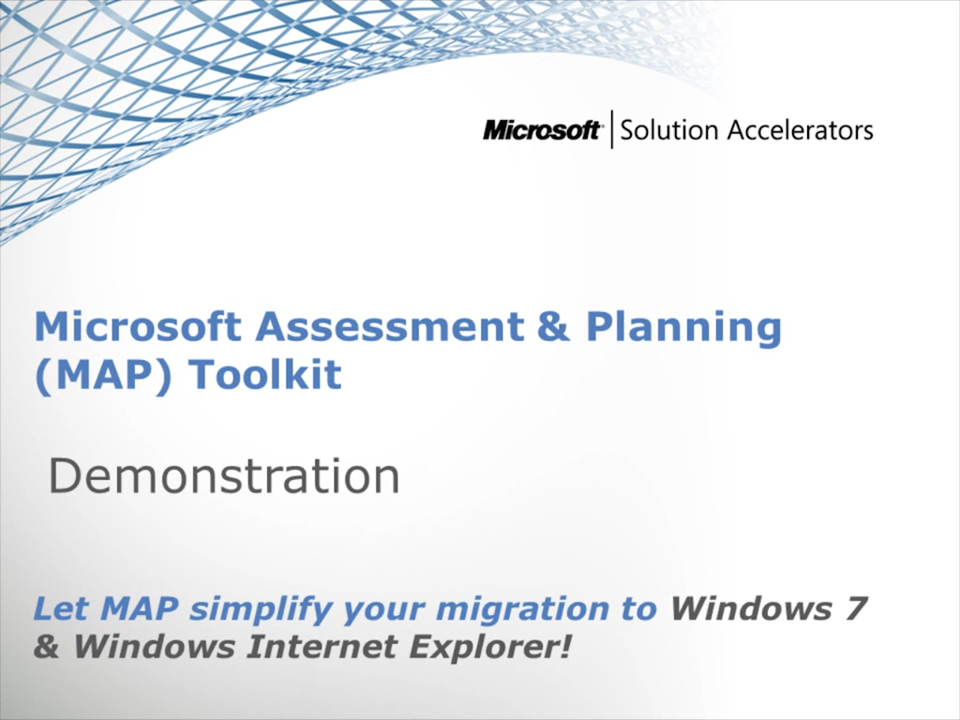 Microsoft | Solution Accelerators
Microsoft Assessment & Planning
(MAP) Toolkit
Demonstration
Let MAP simplify your migration to Windows 7
& Windows Internet Explorer!